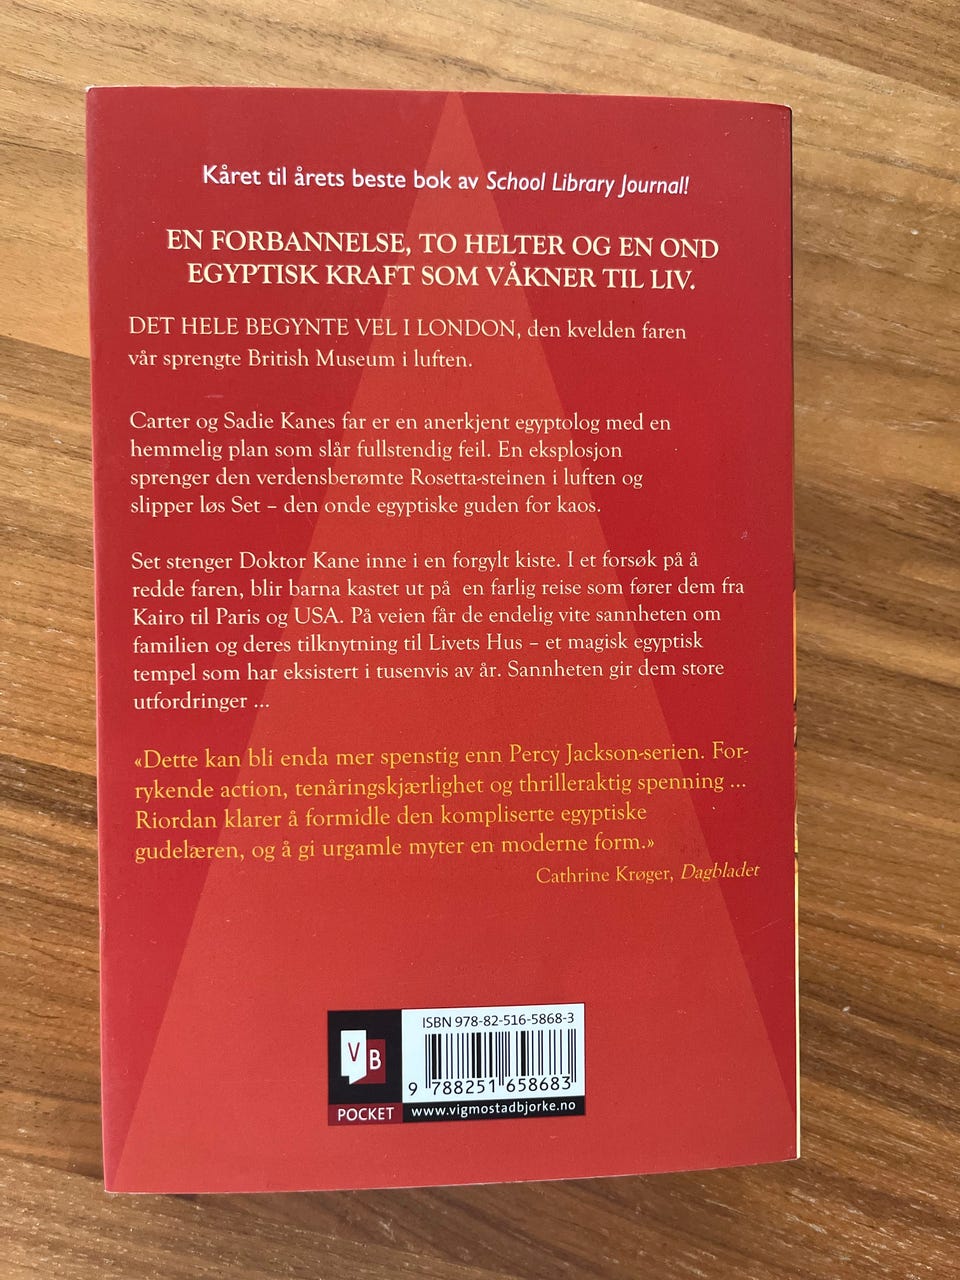 Kåret til årets beste bok av School Library Journal!
EN FORBANNELSE, TO HELTER OG EN OND
EGYPTISK KRAFT SOM VÅKNER TIL LIV.
DET HELE BEGYNTE VEL I LONDON, den kvelden faren
vår sprengte British Museum i luften.
Carter og Sadie Kanes far er en anerkjent egyptolog med en
hemmelig plan som slår fullstendig feil. En eksplosjon
sprenger den verdensberømte Rosetta-steinen i luften og
slipper løs Set – den onde egyptiske guden for kaos.
Set stenger Doktor Kane inne i en forgylt kiste. I et forsøk på å
redde faren, blir barna kastet ut på en farlig reise som fører dem fra
Kairo til Paris og USA. På veien får de endelig vite sannheten om
familien og deres tilknytning til Livets Hus – et magisk egyptisk
tempel som har eksistert i tusenvis av år. Sannheten gir dem store
utfordringer ...
«Dette kan bli enda mer spenstig enn Percy Jackson-serien. For-
rykende action, tenåringskjærlighet og thrilleraktig spenning ...
Riordan klarer å formidle den kompliserte egyptiske
gudelæren, og å gi urgamle myter en moderne form.»
Cathrine Krøger, Dagbladet
ISBN 978-82-516-5868-3
V B
9 788251 658683
POCKET www.vigmostadbjorke.no